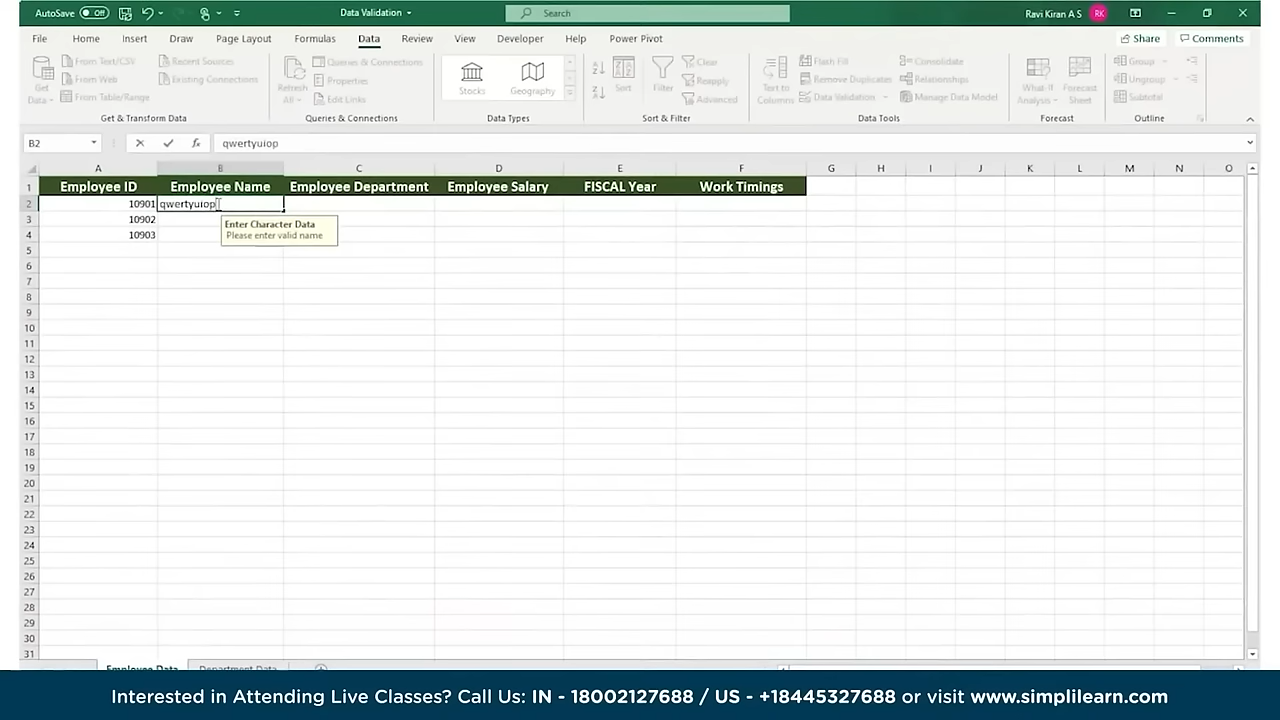 AutoSave Off Data Validation Search Ravi Kiran A S RK
File Home Insert Draw Page Layout Formulas Data Review View Developer Help Power Pivot Share Comments
Get Data
From Text/CSV
From Web
From Table/Range
Recent Sources
Existing Connections
Get & Transform Data
Refresh All
Queries & Connections
Properties
Edit Links
Queries & Connections
Stocks Geography
Data Types
Sort
Filter
Clear
Reapply
Advanced
Sort & Filter
Text to Columns
Flash Fill
Remove Duplicates
Data Validation
Consolidate
Relationships
Manage Data Model
Data Tools
What-If Analysis
Forecast Sheet
Forecast
Group
Ungroup
Subtotal
Outline
B2 fx qwertyuiop
A B C D E F G H I J K L M N O
1 Employee ID Employee Name Employee Department Employee Salary FISCAL Year Work Timings
2 10901 qwertyuiop
3 10902
4 10903
Enter Character Data
Please enter valid name
5
6
7
8
9
10
11
12
13
14
15
16
17
18
19
20
21
22
23
24
25
26
27
28
29
30
31
Employee Data Department Data
Interested in Attending Live Classes? Call Us: IN - 18002127688 / US - +18445327688 or visit www.simplilearn.com